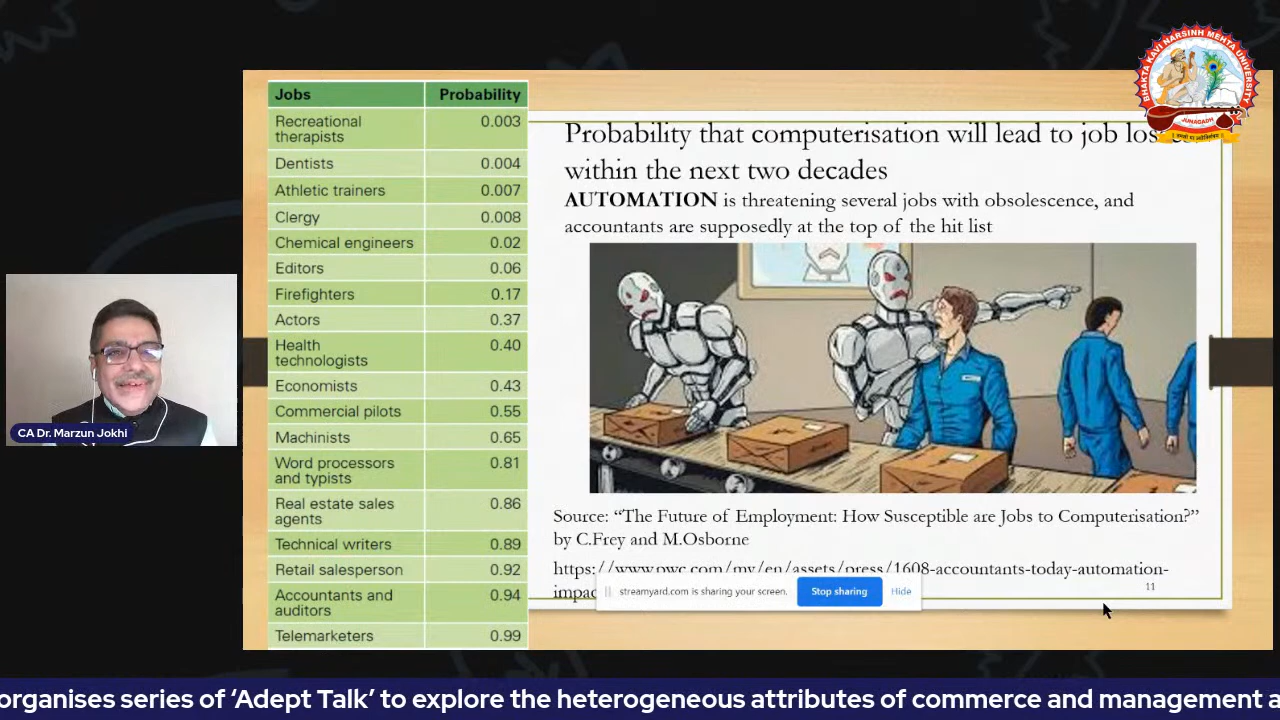 Jobs Probability
Recreational
therapists 0.003
Dentists 0.004
Athletic trainers 0.007
Clergy 0.008
Chemical engineers 0.02
Editors 0.06
Firefighters 0.17
Actors 0.37
Health
technologists 0.40
Economists 0.43
Commercial pilots 0.55
Machinists 0.65
Word processors
and typists 0.81
Real estate sales
agents 0.86
Technical writers 0.89
Retail salesperson 0.92
Accountants and
auditors 0.94
Telemarketers 0.99
Probability that computerisation will lead to job
within the next two decades
AUTOMATION is threatening several jobs with obsolescence, and
accountants are supposedly at the top of the hit list
Source: “The Future of Employment: How Susceptible are Jobs to Computerisation?”
by C.Frey and M.Osborne
https://www.pwc.com/my/en/assets/press/1608-accountants-today-automation-
streamyard.com is sharing your screen. Stop sharing Hide
11
BHAKTA KAVI NARSINH MEHTA UNIVERSITY
JUNAGADH
CA Dr. Marzun Jokhi
organises series of ‘Adept Talk’ to explore the heterogeneous attributes of commerce and management